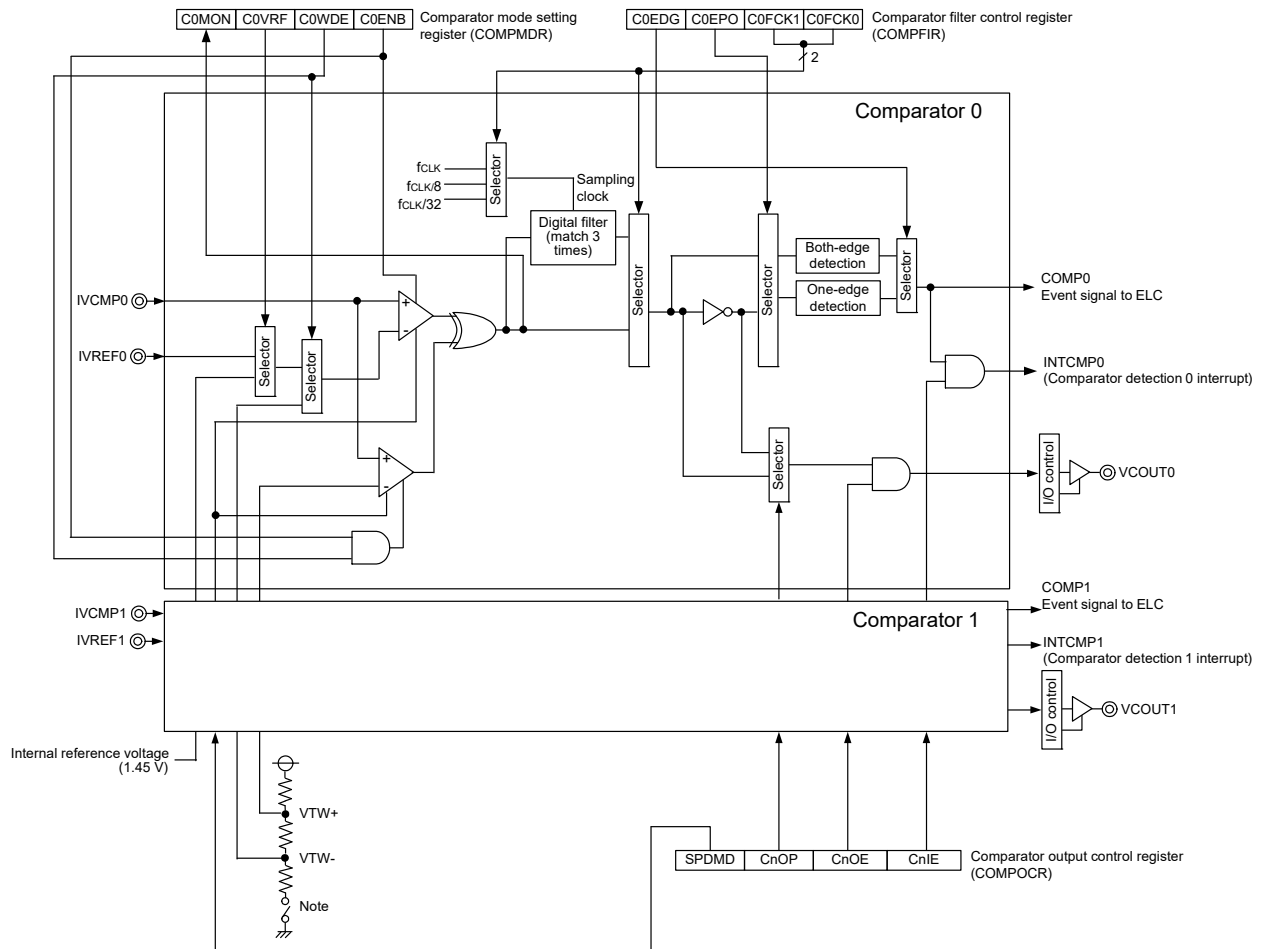 C0MON C0VRF C0WDE C0ENB
Comparator mode setting
register (COMPMDR)
C0EDG C0EPO C0FCK1 C0FCK0
Comparator filter control register
(COMPFIR)
2
Comparator 0
Selector
fCLK
fCLK/8
fCLK/32
Sampling
clock
Digital filter
(match 3
times)
Selector
Selector
Both-edge
detection
One-edge
detection
Selector
COMP0
Event signal to ELC
IVCMP0
+
-
IVREF0
Selector
Selector
INTCMP0
(Comparator detection 0 interrupt)
+
-
Selector
I/O control
VCOUT0
IVCMP1
IVREF1
Comparator 1
COMP1
Event signal to ELC
INTCMP1
(Comparator detection 1 interrupt)
I/O control
VCOUT1
Internal reference voltage
(1.45 V)
VTW+
VTW-
Note
SPDMD CnOP CnOE CnIE
Comparator output control register
(COMPOCR)